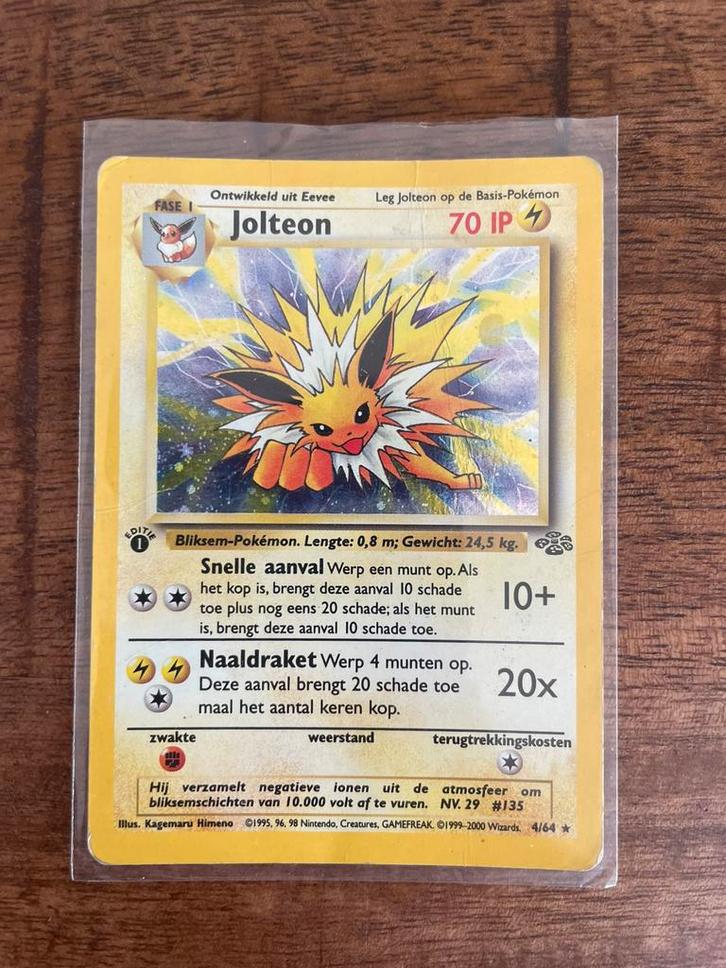 Ontwikkeld uit Eevee
Leg Jolteon op de Basis-Pokémon
FASE 1
Jolteon
70 IP
EDITIE
1
Bliksem-Pokémon. Lengte: 0,8 m; Gewicht: 24,5 kg.
Snelle aanval Werp een munt op. Als
het kop is, brengt deze aanval 10 schade
toe plus nog eens 20 schade; als het munt
is, brengt deze aanval 10 schade toe.
10+
Naaldraket Werp 4 munten op.
Deze aanval brengt 20 schade toe
maal het aantal keren kop.
20x
zwakte
weerstand
terugtrekkingskosten
Hij verzamelt negatieve ionen uit de atmosfeer om
bliksemschichten van 10.000 volt af te vuren. NV. 29 #135
Illus. Kagemaru Himeno ©1995, 96, 98 Nintendo, Creatures, GAMEFREAK. ©1999-2000 Wizards. 4/64 ★